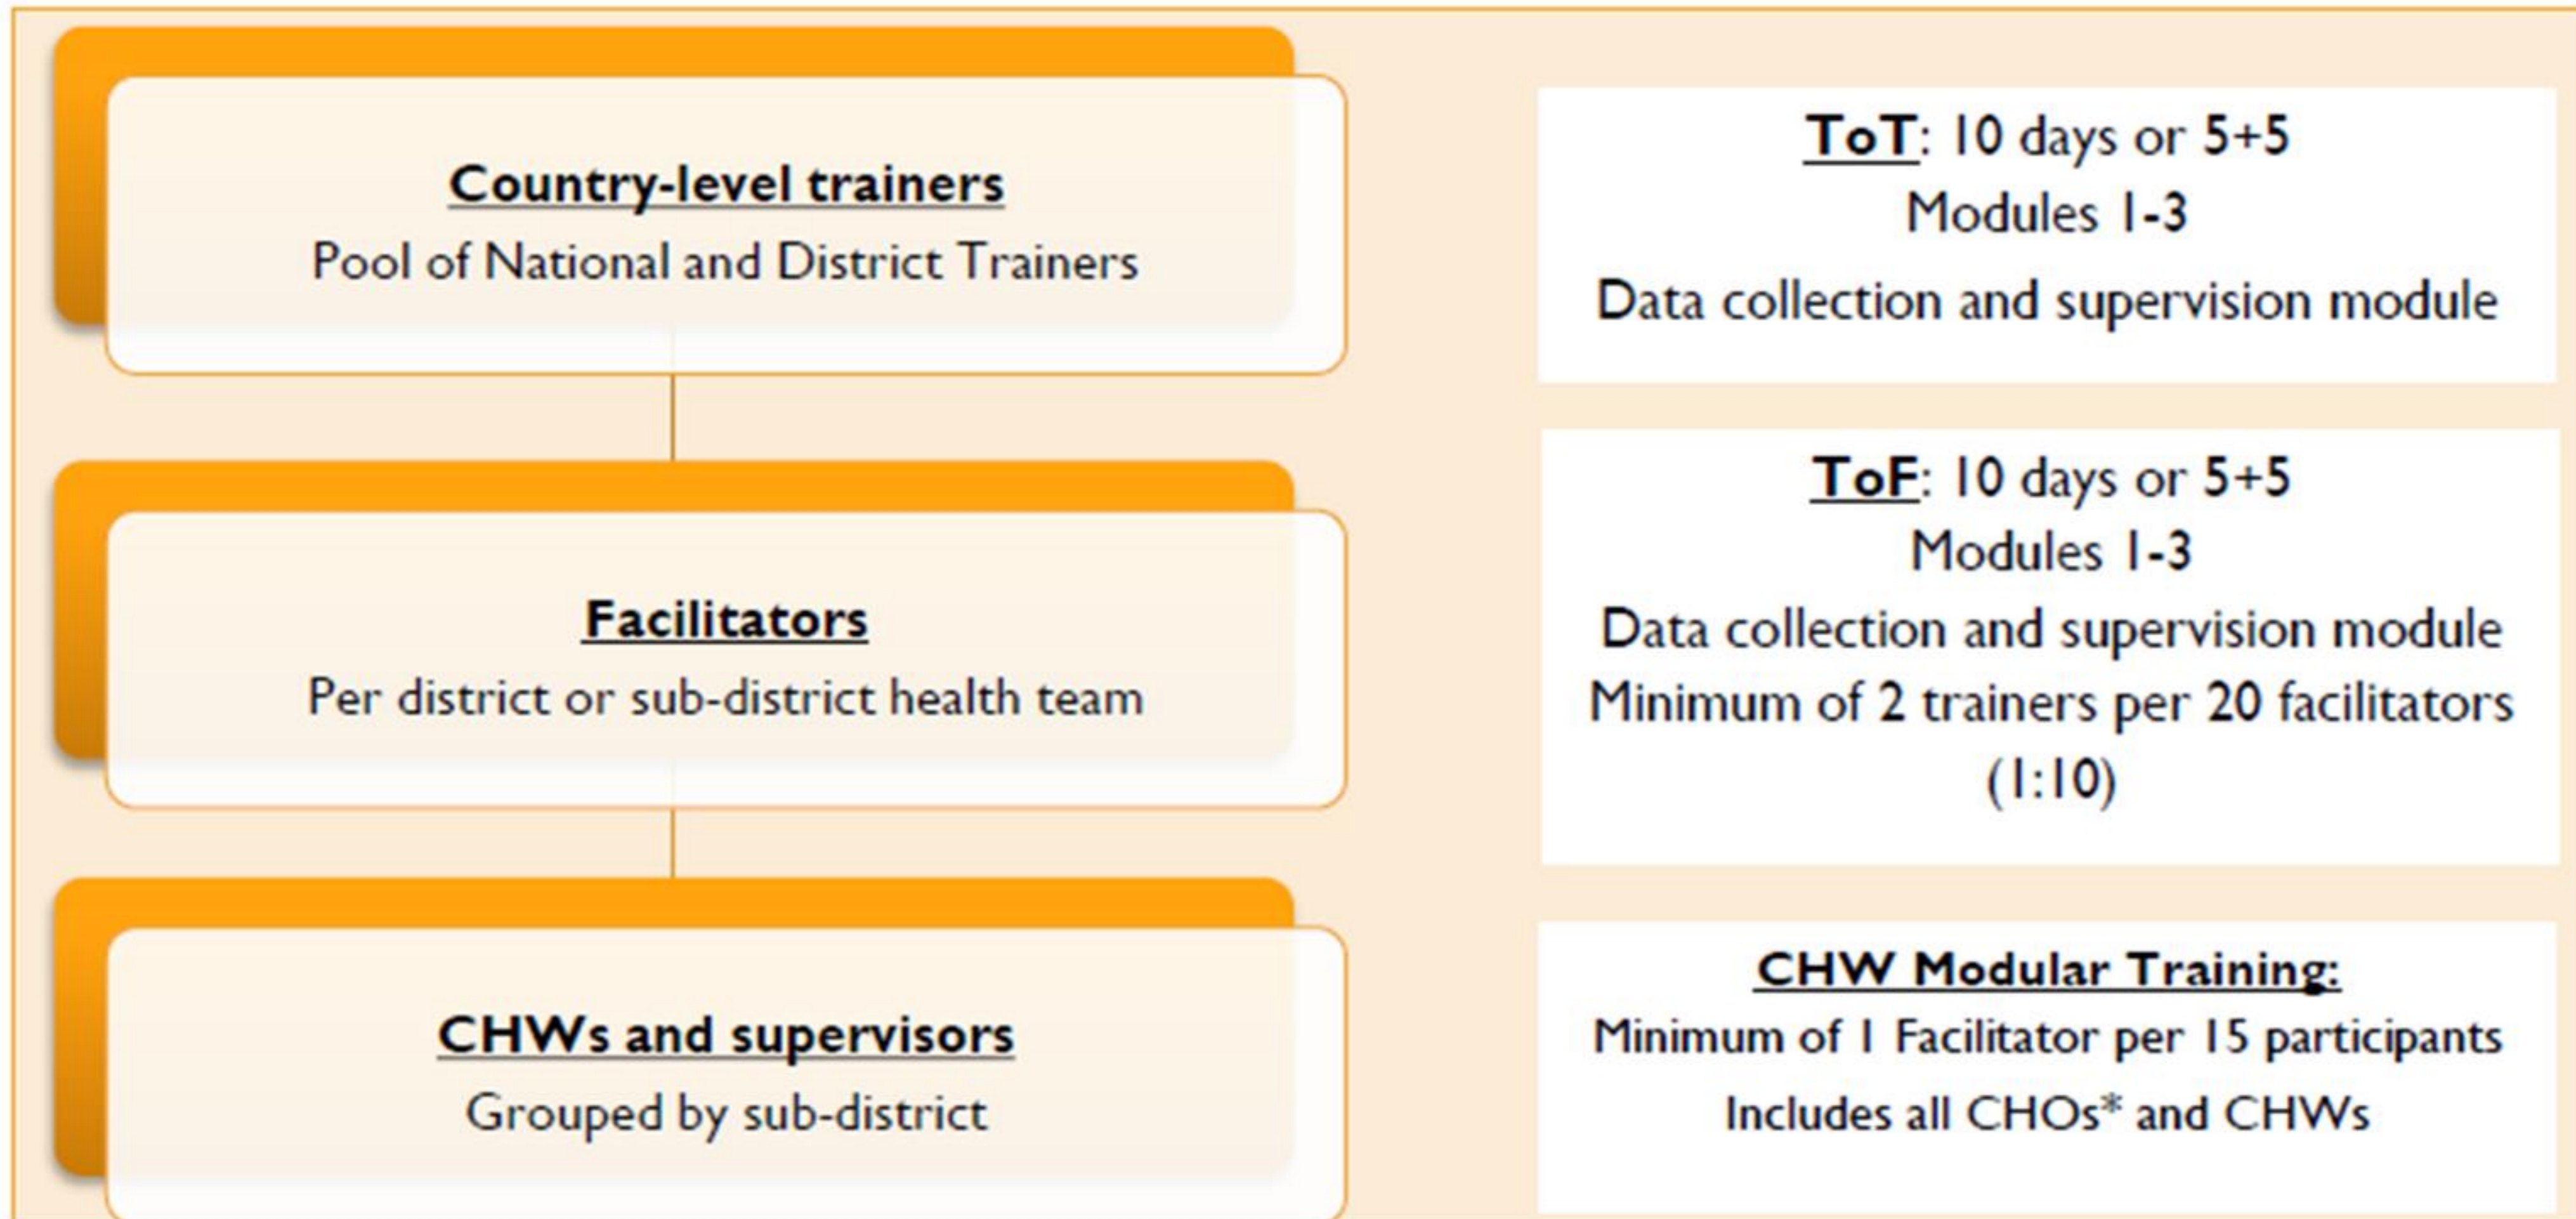 Country-level trainers
Pool of National and District Trainers
ToT: 10 days or 5+5
Modules 1-3
Data collection and supervision module
Facilitators
Per district or sub-district health team
ToF: 10 days or 5+5
Modules 1-3
Data collection and supervision module
Minimum of 2 trainers per 20 facilitators
(1:10)
CHWs and supervisors
Grouped by sub-district
CHW Modular Training:
Minimum of 1 Facilitator per 15 participants
Includes all CHOs* and CHWs